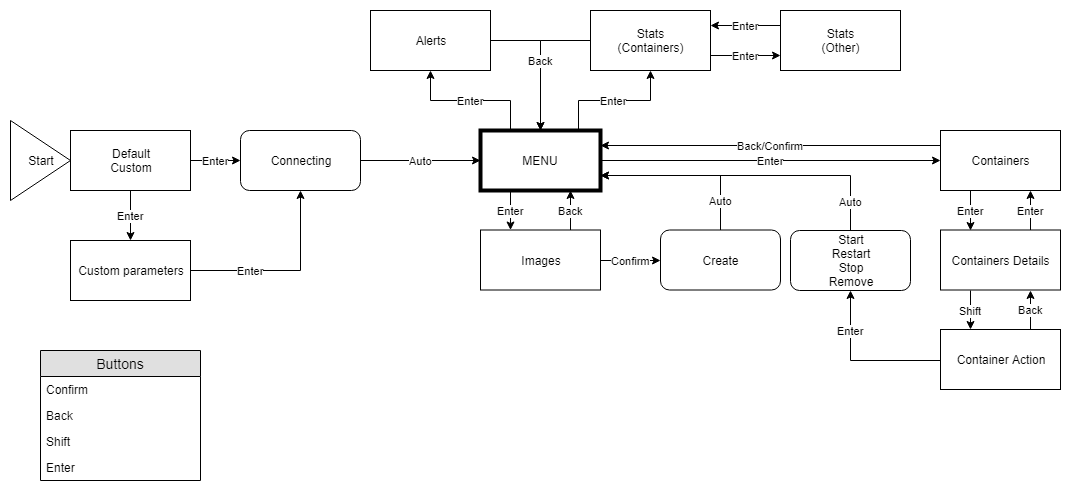 Alerts
Stats
(Containers)
Enter
Enter
Stats
(Other)
Back
Enter
Enter
Start
Default
Custom
Enter
Connecting
Auto
MENU
Back/Confirm
Enter
Containers
Enter
Enter
Back
Auto
Auto
Enter
Enter
Custom parameters
Enter
Images
Confirm
Create
Start
Restart
Stop
Remove
Containers Details
Shift
Back
Enter
Container Action
Buttons
Confirm
Back
Shift
Enter